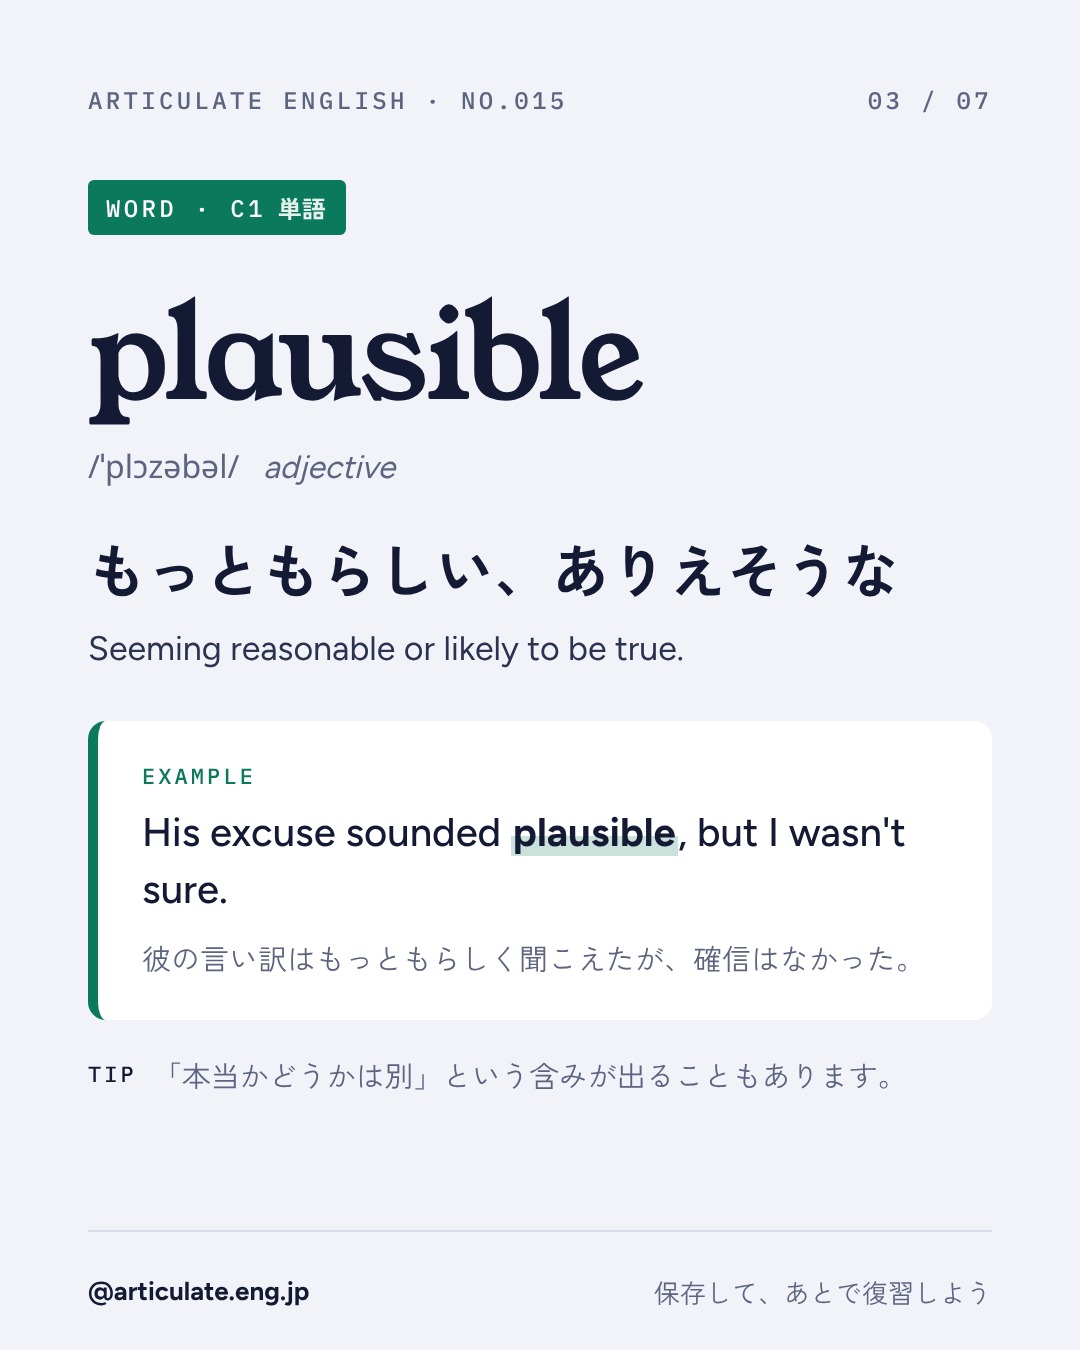 ARTICULATE ENGLISH · NO.015
03 / 07
WORD · C1 単語
plausible
/ˈplɔzəbəl/ adjective
もっともらしい、ありえそうな
Seeming reasonable or likely to be true.
EXAMPLE
His excuse sounded plausible, but I wasn't
sure.
彼の言い訳はもっともらしく聞こえたが、確信はなかった。
TIP 「本当かどうかは別」という含みが出ることもあります。
@articulate.eng.jp
保存して、あとで復習しよう